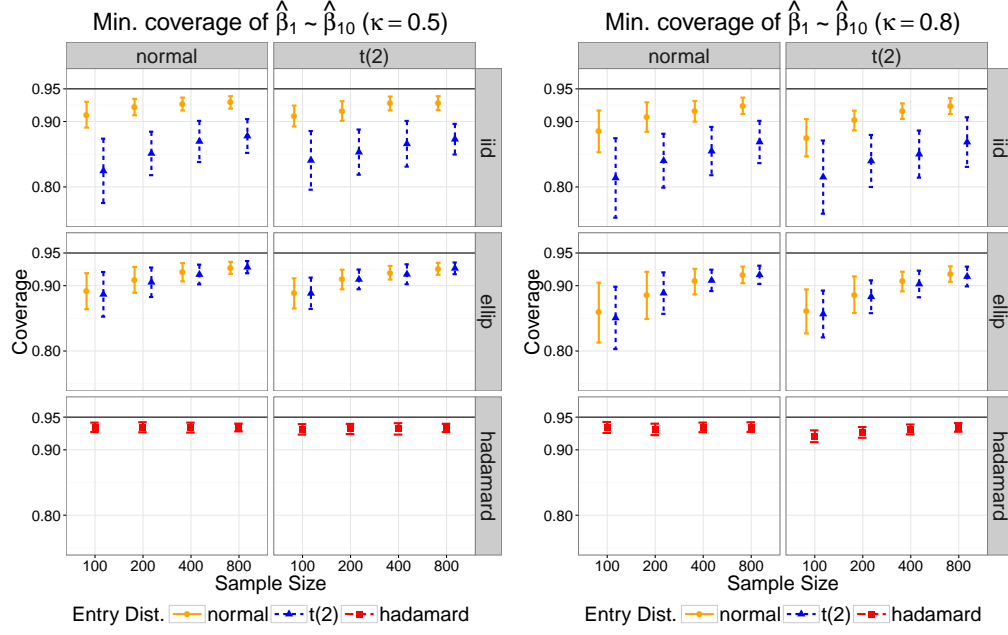 Min. coverage of β̂₁ ~ β̂₁₀ (κ = 0.5)
normal
t(2)
Coverage
0.95
0.90
0.80
iid
0.95
0.90
0.80
ellip
0.95
0.90
0.80
hadamard
100 200 400 800 100 200 400 800
Sample Size
Entry Dist. normal t(2) hadamard
Min. coverage of β̂₁ ~ β̂₁₀ (κ = 0.8)
normal
t(2)
Coverage
0.95
0.90
0.80
iid
0.95
0.90
0.80
ellip
0.95
0.90
0.80
hadamard
100 200 400 800 100 200 400 800
Sample Size
Entry Dist. normal t(2) hadamard